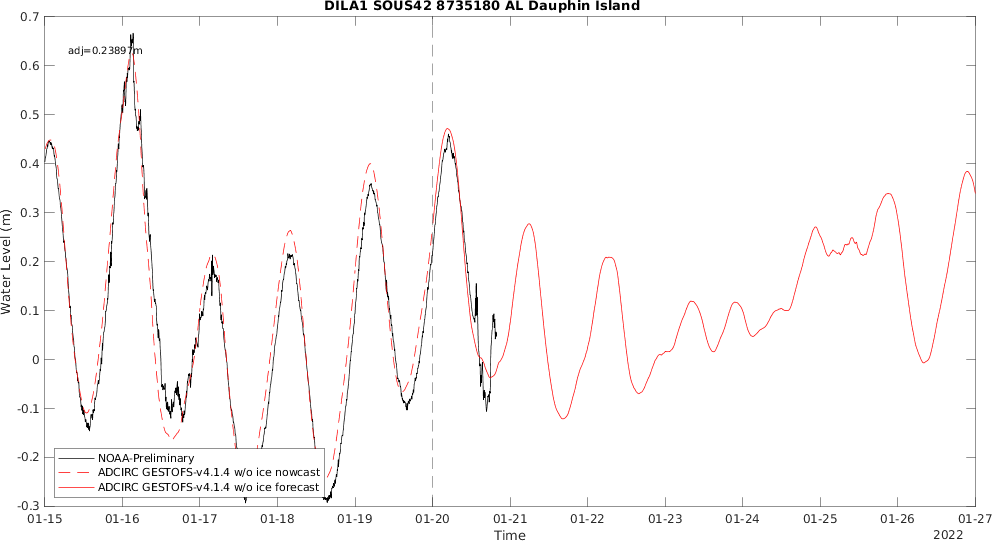 DILA1 SOUS42 8735180 AL Dauphin Island
0.7
adj=0.23897m
0.6
0.5
0.4
0.3
0.2
0.1
0
-0.1
-0.2
-0.3
Water Level (m)
NOAA-Preliminary
ADCIRC GESTOFS-v4.1.4 w/o ice nowcast
ADCIRC GESTOFS-v4.1.4 w/o ice forecast
01-15 01-16 01-17 01-18 01-19 01-20 01-21 01-22 01-23 01-24 01-25 01-26 01-27
Time
2022